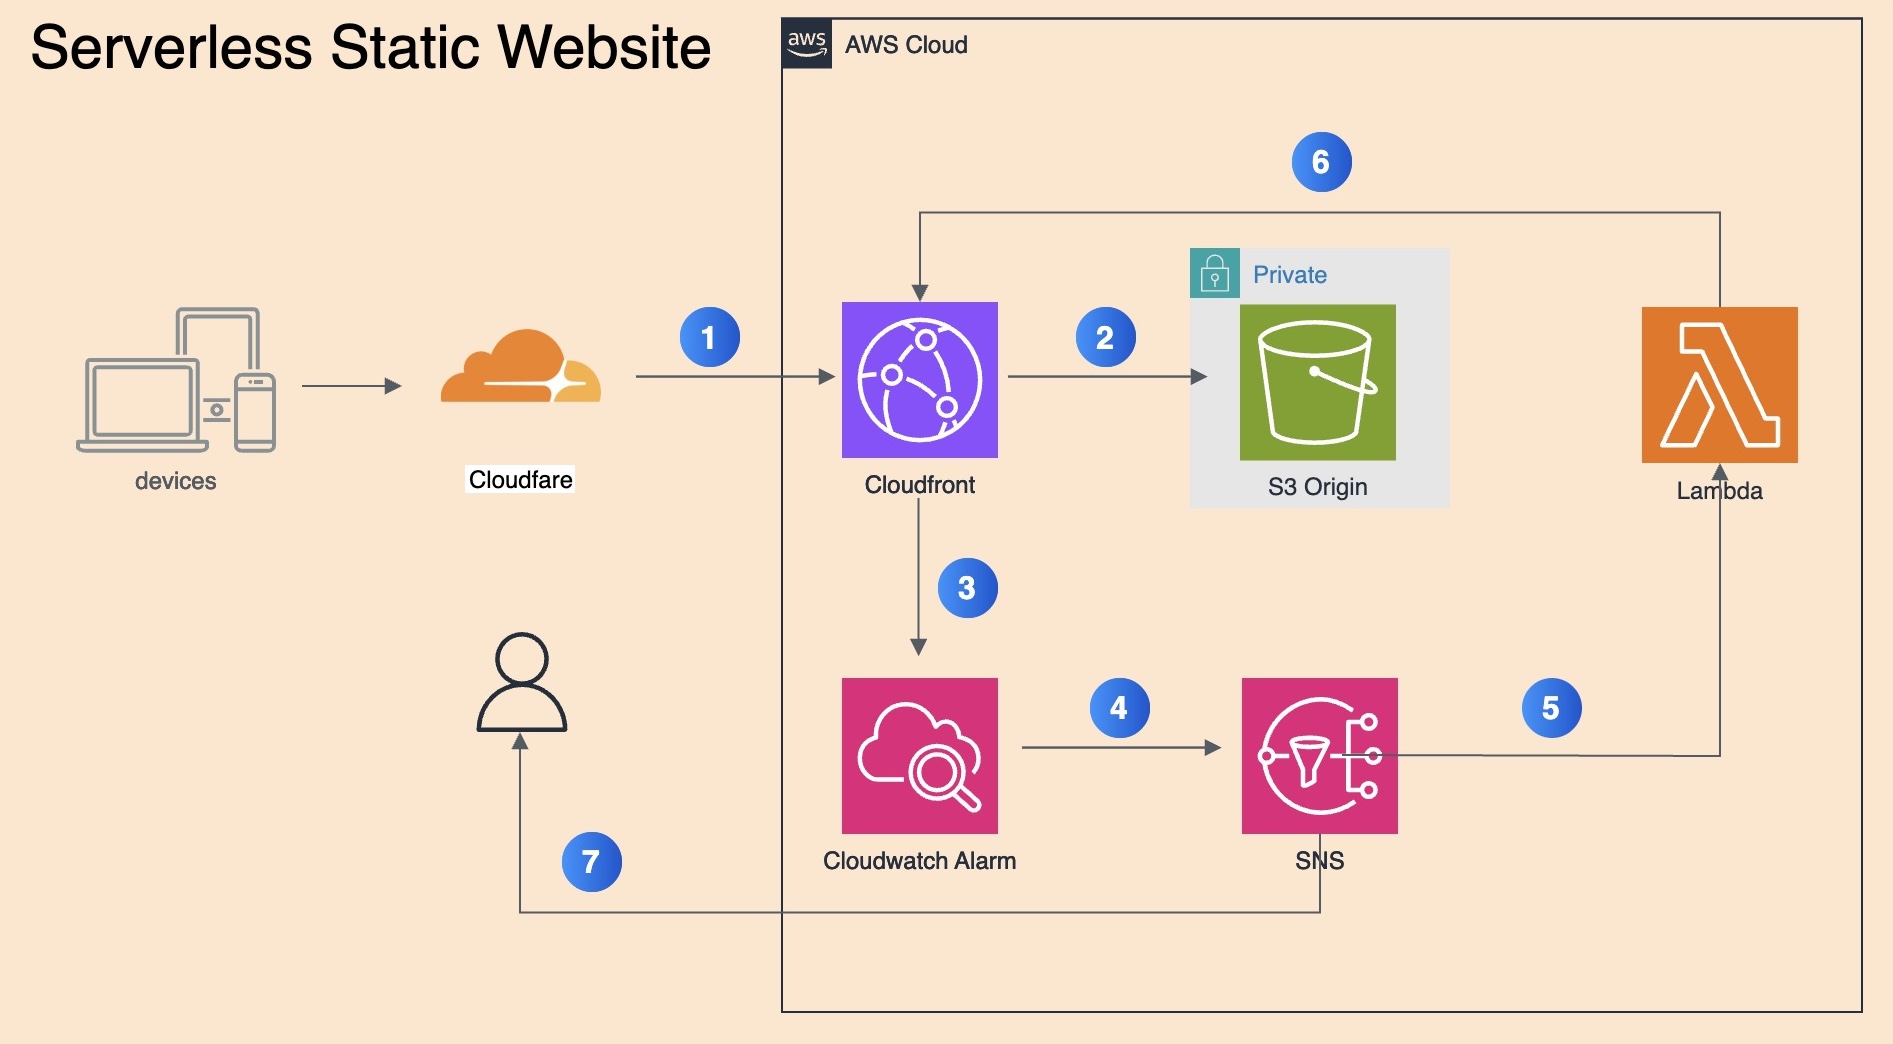 Serverless Static Website
aws
AWS Cloud
6
Private
1
2
devices
Cloudfare
Cloudfront
S3 Origin
Lambda
3
4
5
7
Cloudwatch Alarm
SNS